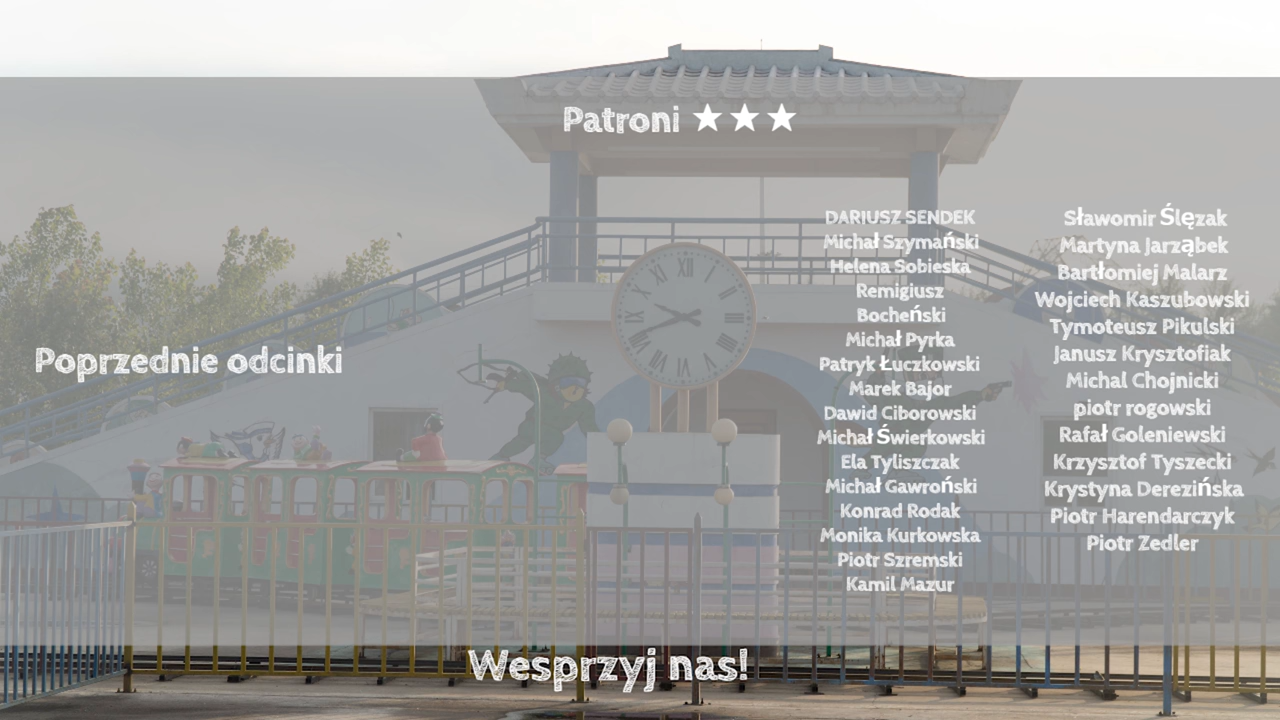 Patroni ★★★
Poprzednie odcinki
DARIUSZ SENDEK
Michał Szymański
Helena Sobieska
Remigiusz
Bocheński
Michał Pyrka
Patryk Łuczkowski
Marek Bajor
Dawid Ciborowski
Michał Świerkowski
Ela Tyliszczak
Michał Gawroński
Konrad Rodak
Monika Kurkowska
Piotr Szremski
Kamil Mazur
Sławomir Ślęzak
Martyna Jarząbek
Bartłomiej Malarz
Wojciech Kaszubowski
Tymoteusz Pikulski
Janusz Krysztofiak
Michal Chojnicki
piotr rogowski
Rafał Goleniewski
Krzysztof Tyszecki
Krystyna Derezińska
Piotr Harendarczyk
Piotr Zedler
Wesprzyj nas!
XII